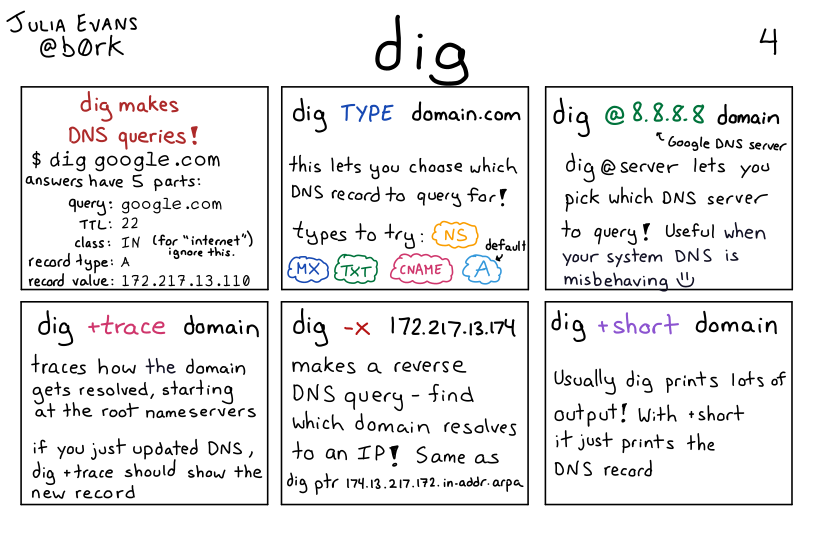 JULIA EVANS
@b0rk
dig
4
dig makes
DNS queries!
$ dig google.com
answers have 5 parts:
query: google.com
TTL: 22
class: IN (for "internet")
ignore this.
record type: A
record value: 172.217.13.110
dig TYPE domain.com
this lets you choose which
DNS record to query for!
types to try: NS
default
MX TXT CNAME A
dig @8.8.8.8 domain
Google DNS server
dig @server lets you
pick which DNS server
to query! Useful when
your system DNS is
misbehaving
dig +trace domain
traces how the domain
gets resolved, starting
at the root nameservers
if you just updated DNS,
dig +trace should show the
new record
dig -x 172.217.13.174
makes a reverse
DNS query - find
which domain resolves
to an IP! Same as
dig ptr 174.13.217.172.in-addr.arpa
dig +short domain
Usually dig prints lots of
output! With +short
it just prints the
DNS record